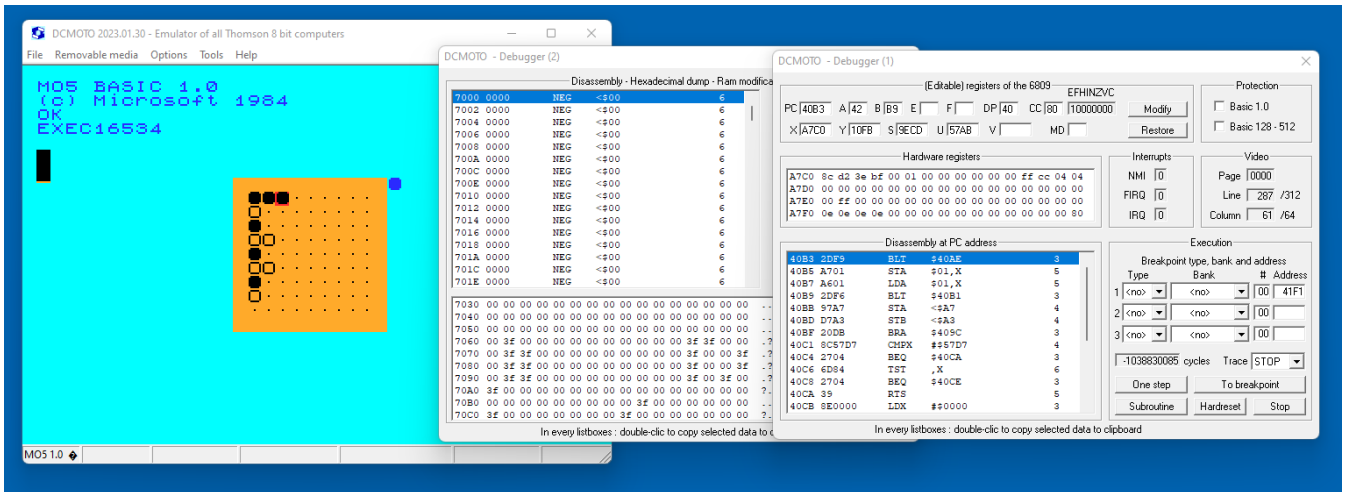 DCMOTO 2023.01.30 - Emulator of all Thomson 8 bit computers
File Removable media Options Tools Help
MO5 BASIC 1.0
(c) Microsoft 1984
OK
EXEC16534
MO5 1.0
DCMOTO - Debugger (2)
Disassembly - Hexadecimal dump - Ram modifica
7000 0000 NEG <$00 6
7002 0000 NEG <$00 6
7004 0000 NEG <$00 6
7006 0000 NEG <$00 6
7008 0000 NEG <$00 6
700A 0000 NEG <$00 6
700C 0000 NEG <$00 6
700E 0000 NEG <$00 6
7010 0000 NEG <$00 6
7012 0000 NEG <$00 6
7014 0000 NEG <$00 6
7016 0000 NEG <$00 6
7018 0000 NEG <$00 6
701A 0000 NEG <$00 6
701C 0000 NEG <$00 6
701E 0000 NEG <$00 6
7030 00 00 00 00 00 00 00 00 00 00 00 00 00 00 00 00 ..
7040 00 00 00 00 00 00 00 00 00 00 00 00 00 00 00 00 ..
7050 00 00 00 00 00 00 00 00 00 00 00 00 00 00 00 00 ..
7060 00 3f 00 00 00 00 00 00 00 00 00 3f 3f 00 00 00 .?
7070 00 3f 3f 00 00 00 00 00 00 00 00 3f 00 00 00 3f .?
7080 00 3f 3f 00 00 00 00 00 00 00 00 3f 00 00 3f 00 .?
7090 00 3f 3f 00 00 00 00 00 00 00 00 3f 00 3f 00 .?
70A0 3f 00 00 00 00 00 00 00 00 00 00 00 00 00 00 00 ?.
70B0 00 00 00 00 00 00 00 00 00 3f 00 00 00 00 00 00 ..
70C0 3f 00 00 00 00 00 00 00 3f 00 00 00 00 00 00 00 ?.
In every listboxes : double-clic to copy selected data to c
DCMOTO - Debugger (1)
(Editable) registers of the 6809
EFHINZVC
PC 40B3 A 42 B B9 E F DP 40 CC 80 10000000 Modify
X A7C0 Y 10FB S 9ECD U 57AB V MD Restore
Protection
Basic 1.0
Basic 128 - 512
Hardware registers
A7C0 8c d2 3e bf 00 01 00 00 00 00 00 00 ff cc 04 04
A7D0 00 00 00 00 00 00 00 00 00 00 00 00 00 00 00 00
A7E0 00 ff 00 00 00 00 00 00 00 00 00 00 00 00 00 00
A7F0 0e 0e 0e 0e 00 00 00 00 00 00 00 00 00 00 00 80
Interrupts
NMI 0
FIRQ 0
IRQ 0
Video
Page 0000
Line 287 /312
Column 61 /64
Disassembly at PC address
40B3 2DF9 BLT $40AE 3
40B5 A701 STA $01,X 5
40B7 A601 LDA $01,X 5
40B9 2DF6 BLT $40B1 3
40BB 97A7 STA <$A7 4
40BD D7A3 STB <$A3 4
40BF 20DB BRA $409C 3
40C1 8C57D7 CMPX #$57D7 4
40C4 2704 BEQ $40CA 3
40C6 6D84 TST ,X 6
40C8 2704 BEQ $40CE 3
40CA 39 RTS 5
40CB 8E0000 LDX #$0000 3
Execution
Breakpoint type, bank and address
Type Bank # Address
1 <no> <no> 00 41F1
2 <no> <no> 00
3 <no> <no> 00
-1038830085 cycles Trace STOP
One step To breakpoint
Subroutine Hardreset Stop
In every listboxes : double-clic to copy selected data to clipboard